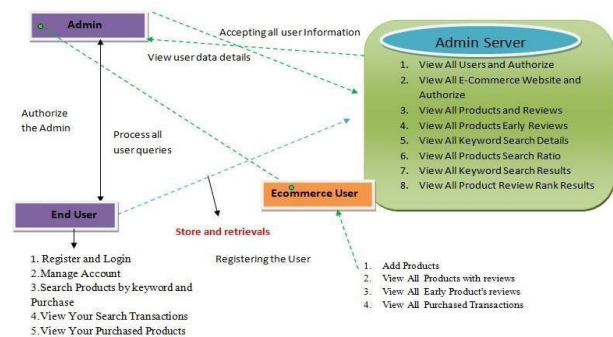 Admin
Accepting all user Information
View user data details
Admin Server
1. View All Users and Authorize
2. View All E-Commerce Website and
Authorize
3. View All Products and Reviews
4. View All Products Early Reviews
5. View All Keyword Search Details
6. View All Products Search Ratio
7. View All Keyword Search Results
8. View All Product Review Rank Results
Authorize
the Admin
Process all
user queries
Ecommerce User
End User
Store and retrievals
Registering the User
1. Register and Login
2.Manage Account
3.Search Products by keyword and
Purchase
4.View Your Search Transactions
5.View Your Purchased Products
1. Add Products
2. View All Products with reviews
3. View All Early Product's reviews
4. View All Purchased Transactions